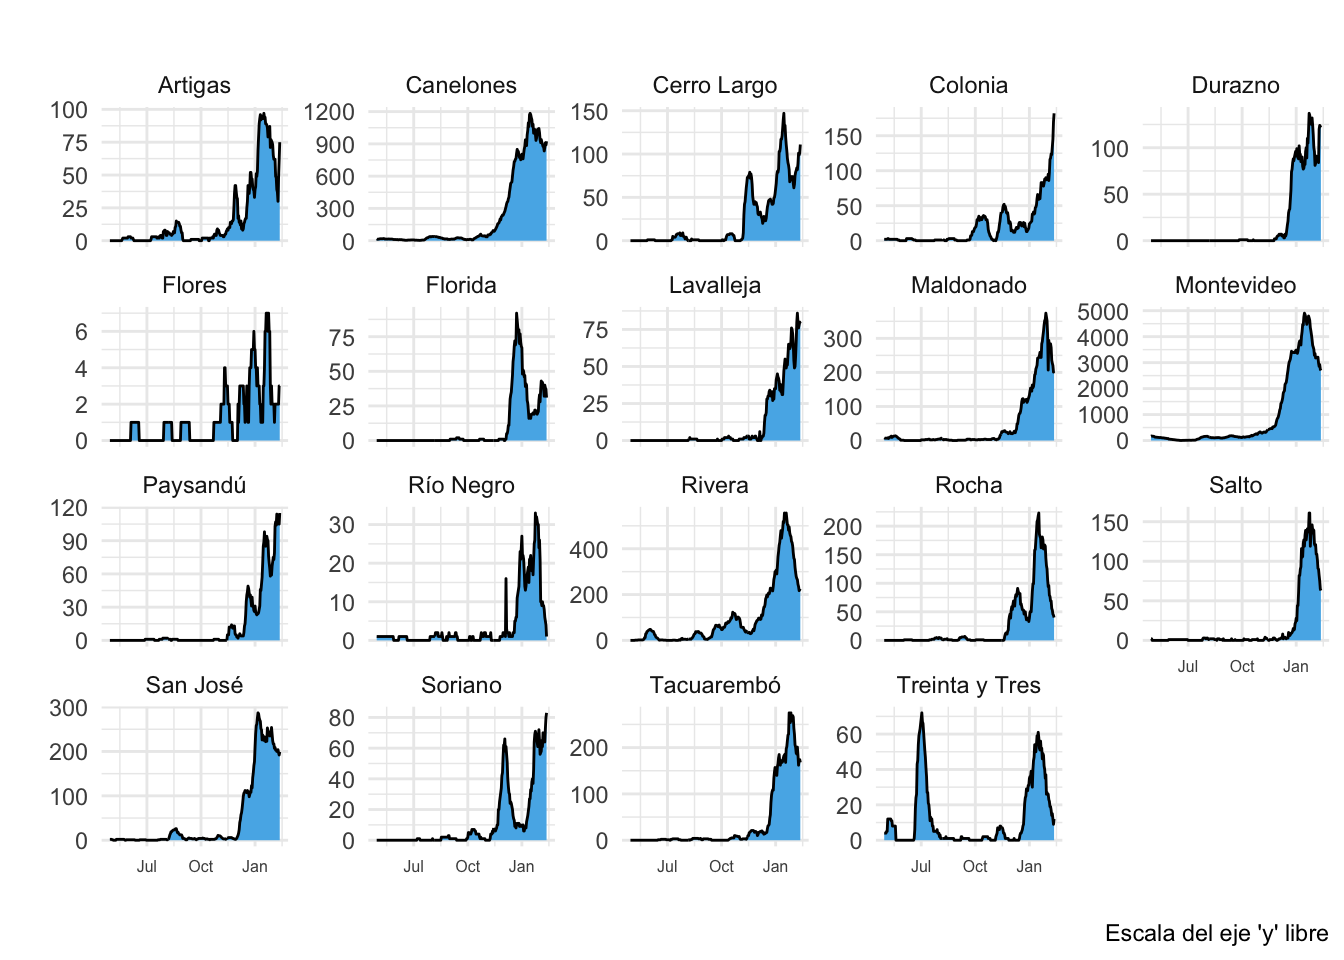 Artigas Canelones Cerro Largo Colonia Durazno
100 75 50 25 0
1200 900 600 300 0
150 100 50 0
150 100 50 0
100 50 0
Flores Florida Lavalleja Maldonado Montevideo
6 4 2 0
75 50 25 0
75 50 25 0
300 200 100 0
5000 4000 3000 2000 1000 0
Paysandú Río Negro Rivera Rocha Salto
120 90 60 30 0
30 20 10 0
400 200 0
200 150 100 50 0
150 100 50 0
Jul Oct Jan
San José Soriano Tacuarembó Treinta y Tres
300 200 100 0
80 60 40 20 0
200 100 0
60 40 20 0
Jul Oct Jan Jul Oct Jan Jul Oct Jan Jul Oct Jan
Escala del eje 'y' libre